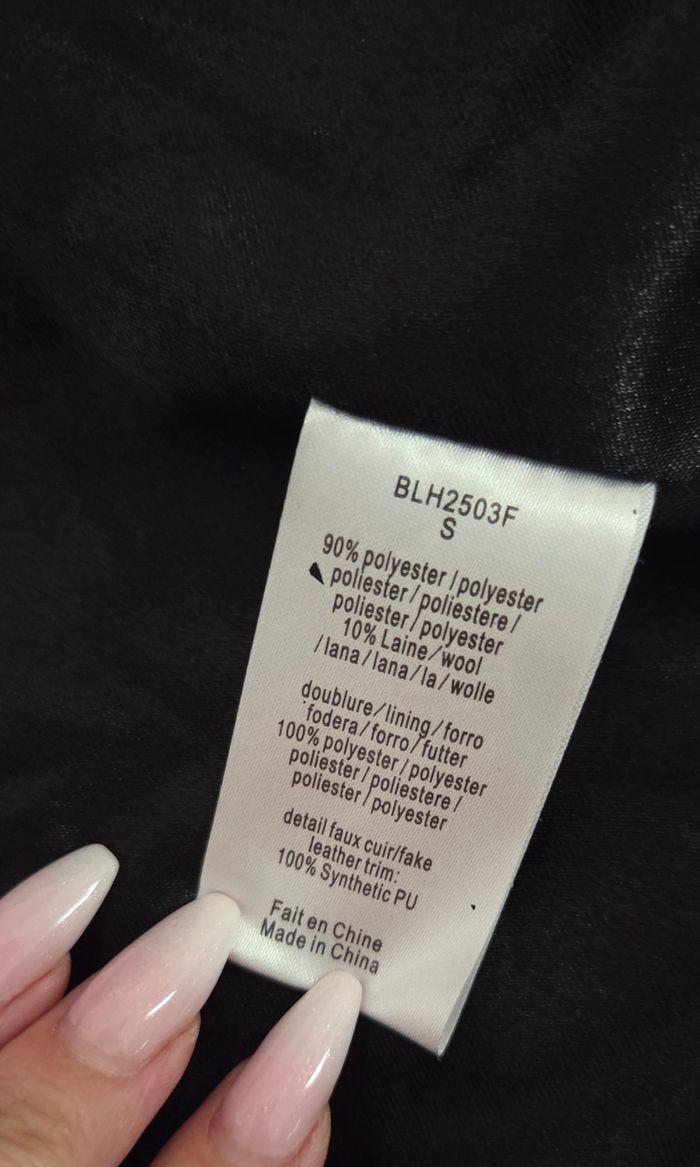 BLH2503F
S
90% polyester / polyester
poliester / poliestere /
poliester / polyester
10% Laine / wool
/ lana / lana / la / wolle
doublure / lining / forro
fodera / forro / futter
100% polyester / polyester
poliester / poliestere /
poliester / polyester
detail faux cuir/fake
leather trim:
100% Synthetic PU
Fait en Chine
Made in China